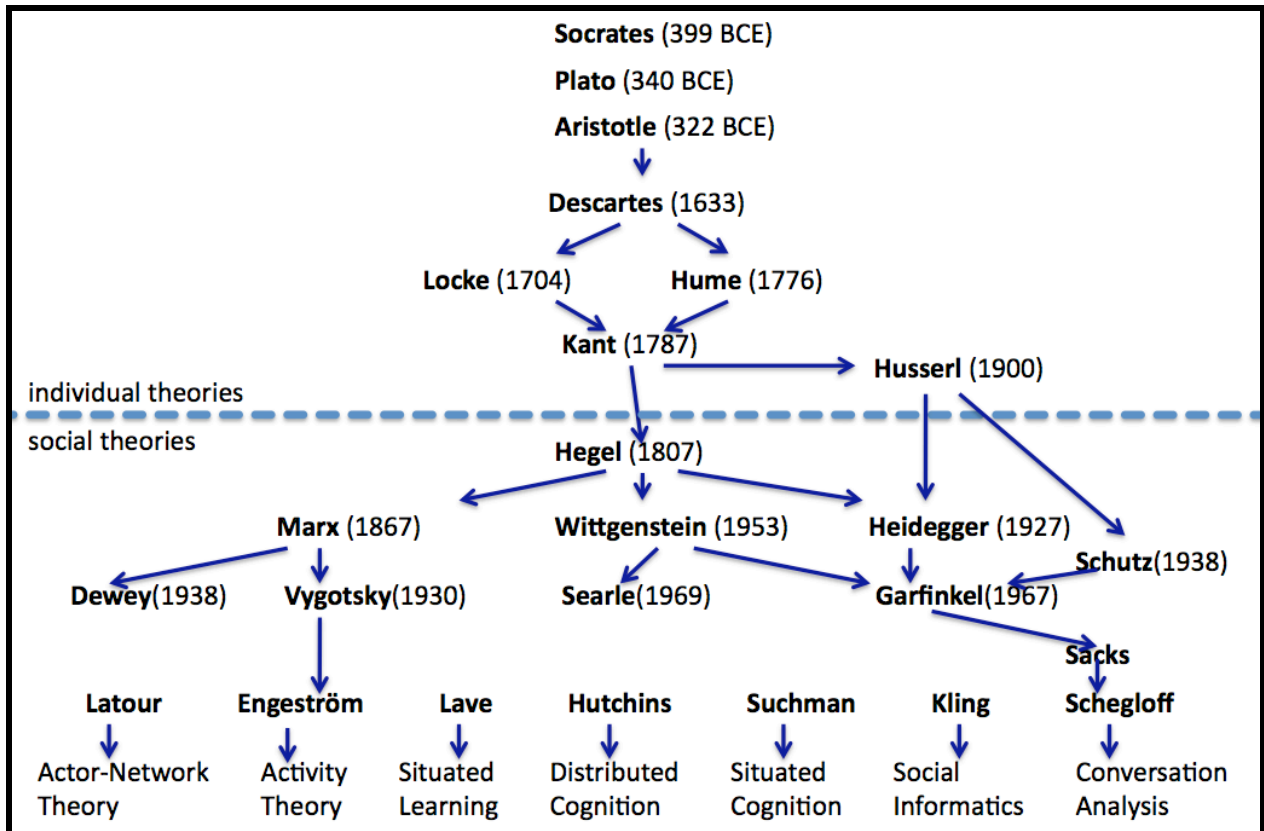 Socrates (399 BCE)
Plato (340 BCE)
Aristotle (322 BCE)
Descartes (1633)
Locke (1704)
Hume (1776)
Kant (1787)
Husserl (1900)
individual theories
social theories
Hegel (1807)
Marx (1867)
Wittgenstein (1953)
Heidegger (1927)
Schutz(1938)
Dewey(1938)
Vygotsky(1930)
Searle(1969)
Garfinkel(1967)
Sacks
Latour
Engeström
Lave
Hutchins
Suchman
Kling
Schegloff
Actor-Network
Theory
Activity
Theory
Situated
Learning
Distributed
Cognition
Situated
Cognition
Social
Informatics
Conversation
Analysis